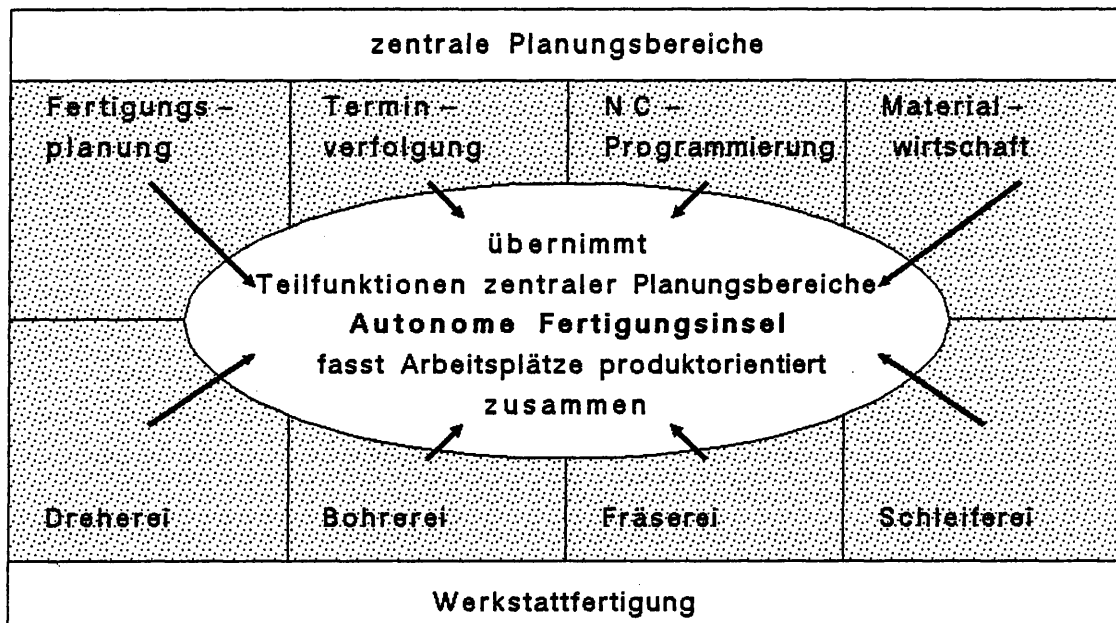 zentrale Planungsbereiche
Fertigungs-
planung
Termin-
verfolgung
NC-
Programmierung
Material-
wirtschaft
übernimmt
Teilfunktionen zentraler Planungsbereiche
Autonome Fertigungsinsel
fasst Arbeitsplätze produktorientiert
zusammen
Dreherei
Bohrerei
Fräserei
Schleiferei
Werkstattfertigung